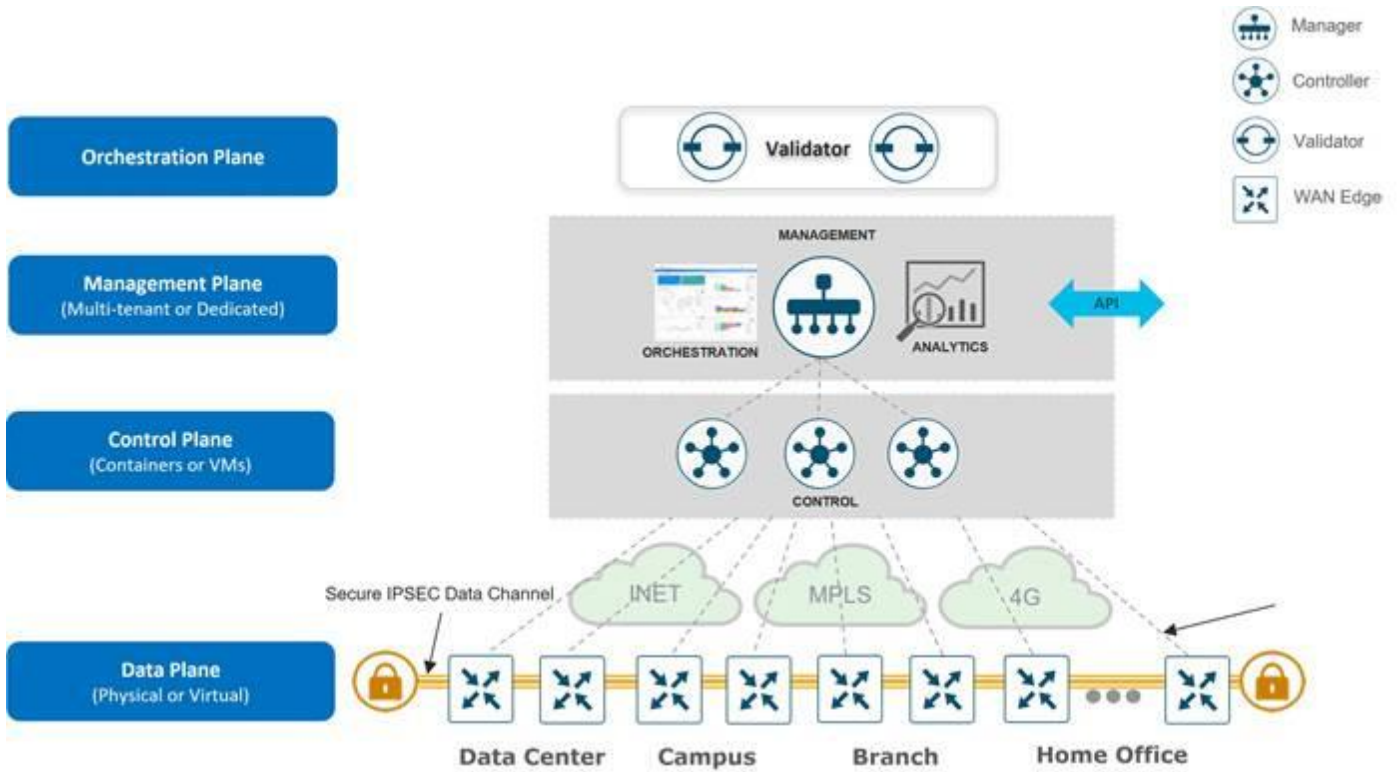 Manager
Controller
Validator
WAN Edge
Orchestration Plane
Validator
Management Plane
(Multi-tenant or Dedicated)
MANAGEMENT
ORCHESTRATION
ANALYTICS
API
Control Plane
(Containers or VMs)
CONTROL
INET
MPLS
4G
Secure IPSEC Data Channel
Data Plane
(Physical or Virtual)
Data Center
Campus
Branch
Home Office